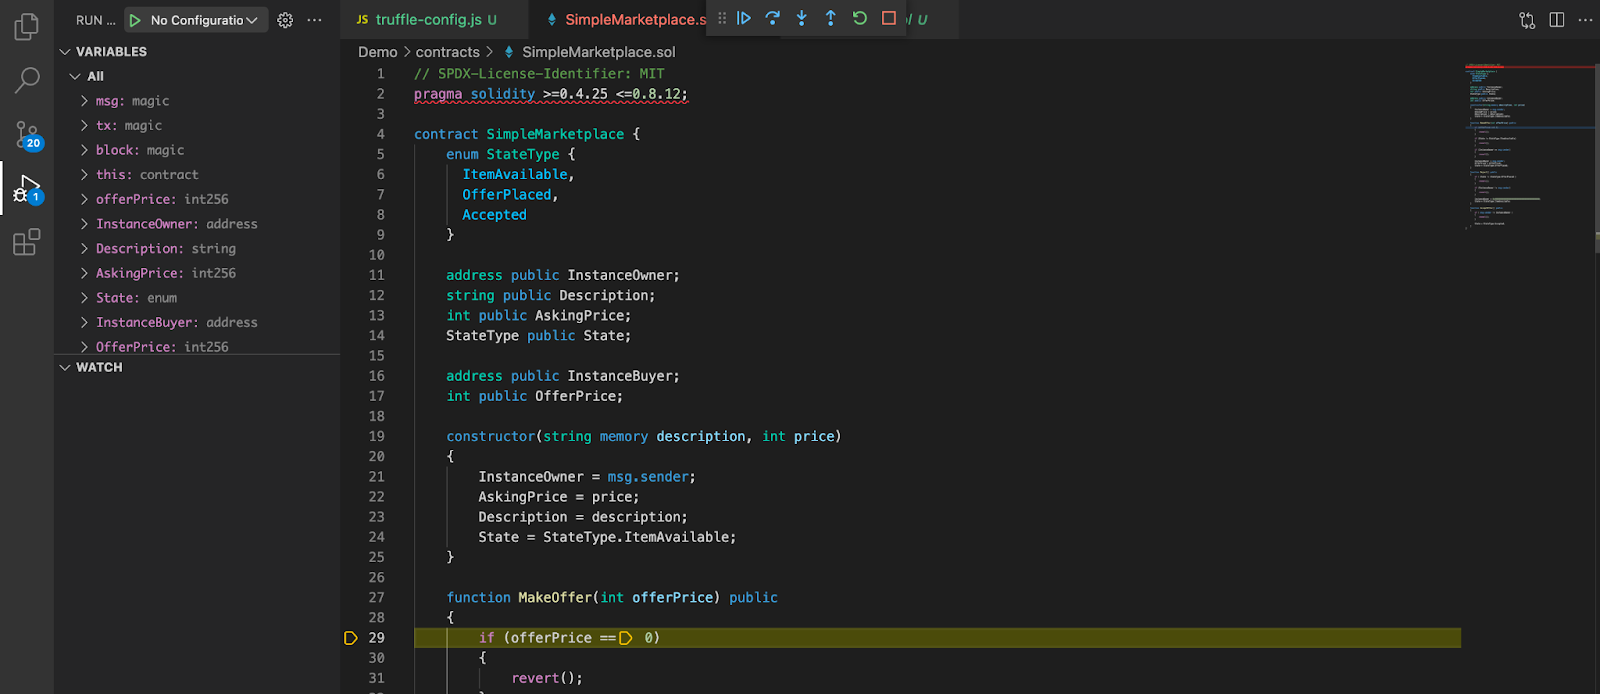 RUN ... No Configuratio ...
JS truffle-config.js U SimpleMarketplace.s U
VARIABLES
All
msg: magic
tx: magic
20
block: magic
this: contract
1
offerPrice: int256
InstanceOwner: address
Description: string
AskingPrice: int256
State: enum
InstanceBuyer: address
OfferPrice: int256
WATCH
Demo > contracts > SimpleMarketplace.sol
1 // SPDX-License-Identifier: MIT
2 pragma solidity >=0.4.25 <=0.8.12;
3
4 contract SimpleMarketplace {
5 enum StateType {
6 ItemAvailable,
7 OfferPlaced,
8 Accepted
9 }
10
11 address public InstanceOwner;
12 string public Description;
13 int public AskingPrice;
14 StateType public State;
15
16 address public InstanceBuyer;
17 int public OfferPrice;
18
19 constructor(string memory description, int price)
20 {
21 InstanceOwner = msg.sender;
22 AskingPrice = price;
23 Description = description;
24 State = StateType.ItemAvailable;
25 }
26
27 function MakeOffer(int offerPrice) public
28 {
29 if (offerPrice == 0)
30 {
31 revert();